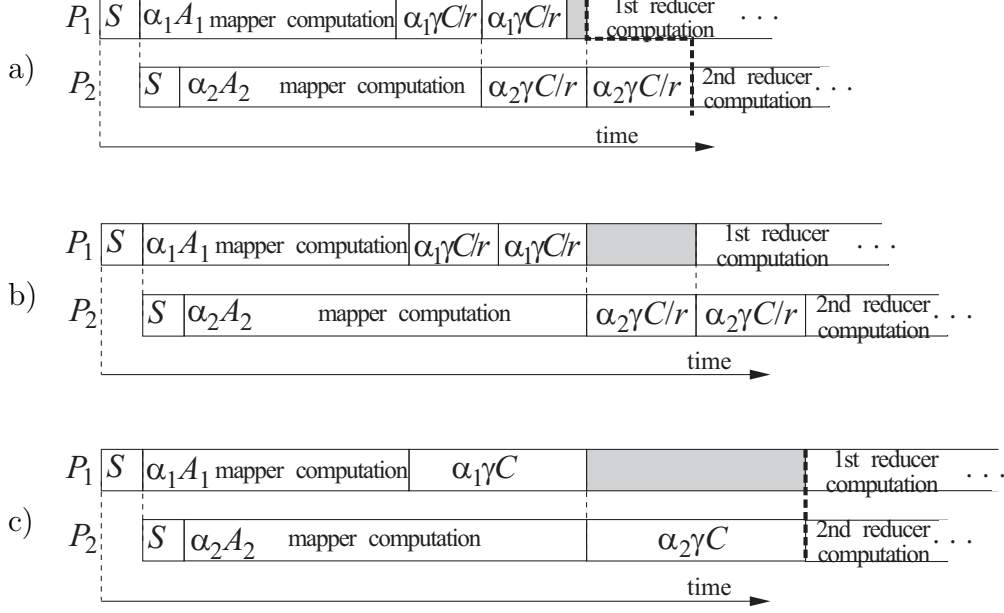 P1 S α1A1 mapper computation α1γC/r α1γC/r 1st reducer computation . . .
a)
P2 S α2A2 mapper computation α2γC/r α2γC/r 2nd reducer computation . . .
time
P1 S α1A1 mapper computation α1γC/r α1γC/r 1st reducer computation . . .
b)
P2 S α2A2 mapper computation α2γC/r α2γC/r 2nd reducer computation . . .
time
P1 S α1A1 mapper computation α1γC 1st reducer computation . . .
c)
P2 S α2A2 mapper computation α2γC 2nd reducer computation . . .
time